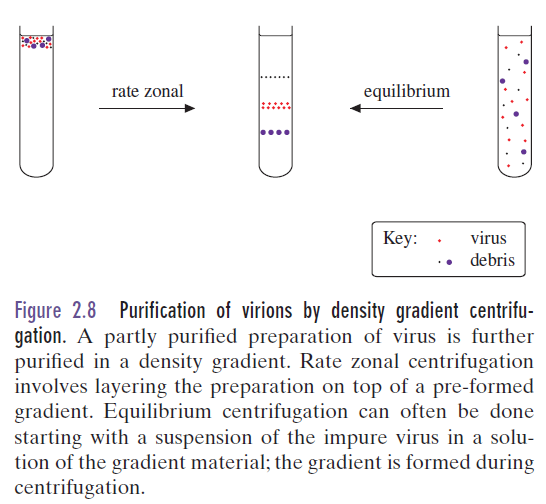 rate zonal
equilibrium
Key: virus
debris
Figure 2.8 Purification of virions by density gradient centrifu-
gation. A partly purified preparation of virus is further
purified in a density gradient. Rate zonal centrifugation
involves layering the preparation on top of a pre-formed
gradient. Equilibrium centrifugation can often be done
starting with a suspension of the impure virus in a solu-
tion of the gradient material; the gradient is formed during
centrifugation.